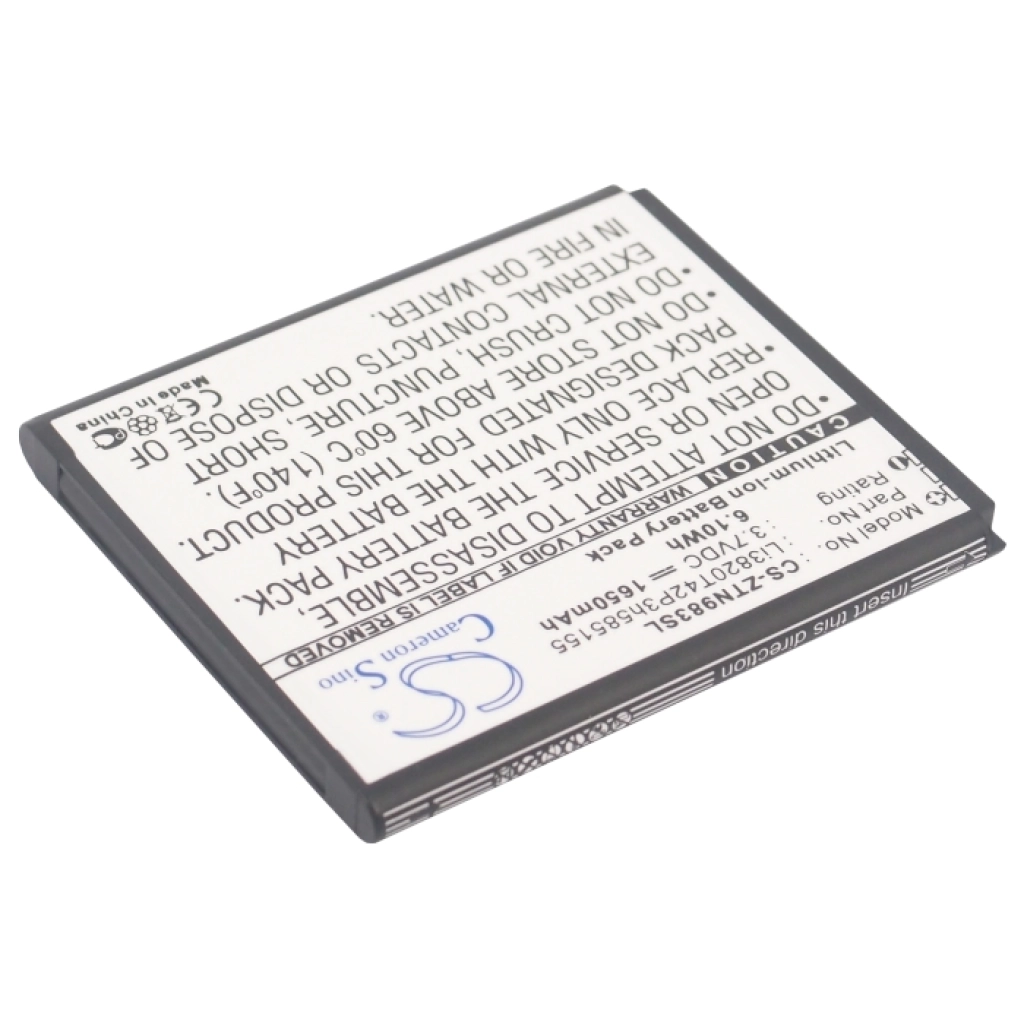 Model No. : CS-ZTN983SL
Part No. : Li3820T42P3h585155
Rating : 3.7VDC 1650mAh
6.10Wh
Lithium-Ion Battery Pack
CAUTION WARRANTY VOID IF LABEL IS REMOVED
•DO NOT ATTEMPT TO DISASSEMBLE,
OPEN OR SERVICE THE BATTERY PACK.
•REPLACE ONLY WITH THE BATTERY
PACK DESIGNATED FOR THIS PRODUCT.
•DO NOT STORE ABOVE 60°C (140°F).
•DO NOT CRUSH, PUNCTURE, SHORT
EXTERNAL CONTACTS OR DISPOSE OF
IN FIRE OR WATER.
CE
Made in China
CS®
Cameron Sino
Insert this direction